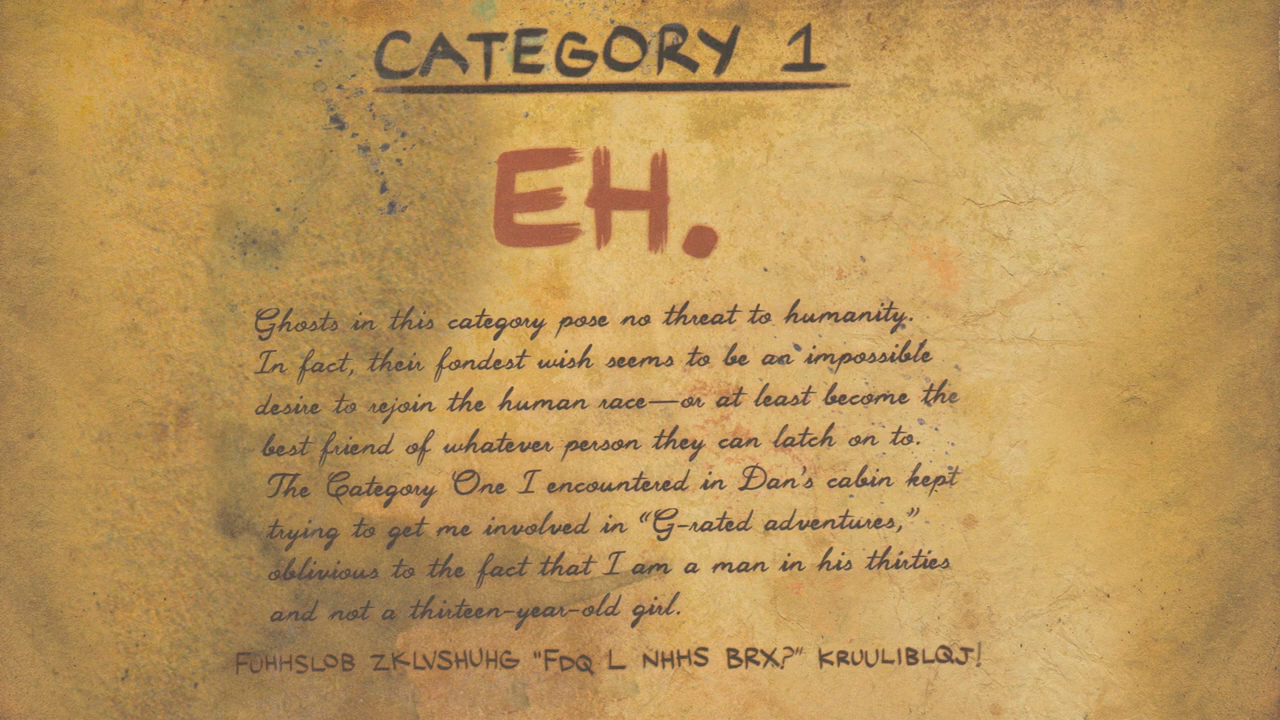 CATEGORY 1
EH.
Ghosts in this category pose no threat to humanity.
In fact, their fondest wish seems to be an impossible
desire to rejoin the human race—or at least become the
best friend of whatever person they can latch on to.
The Category One I encountered in Dan's cabin kept
trying to get me involved in “G-rated adventures,”
oblivious to the fact that I am a man in his thirties
and not a thirteen-year-old girl.
FUHHSLOB ZKLVSHUHG "FDQ L NHHS BRX?" KRUULIBLQJ!